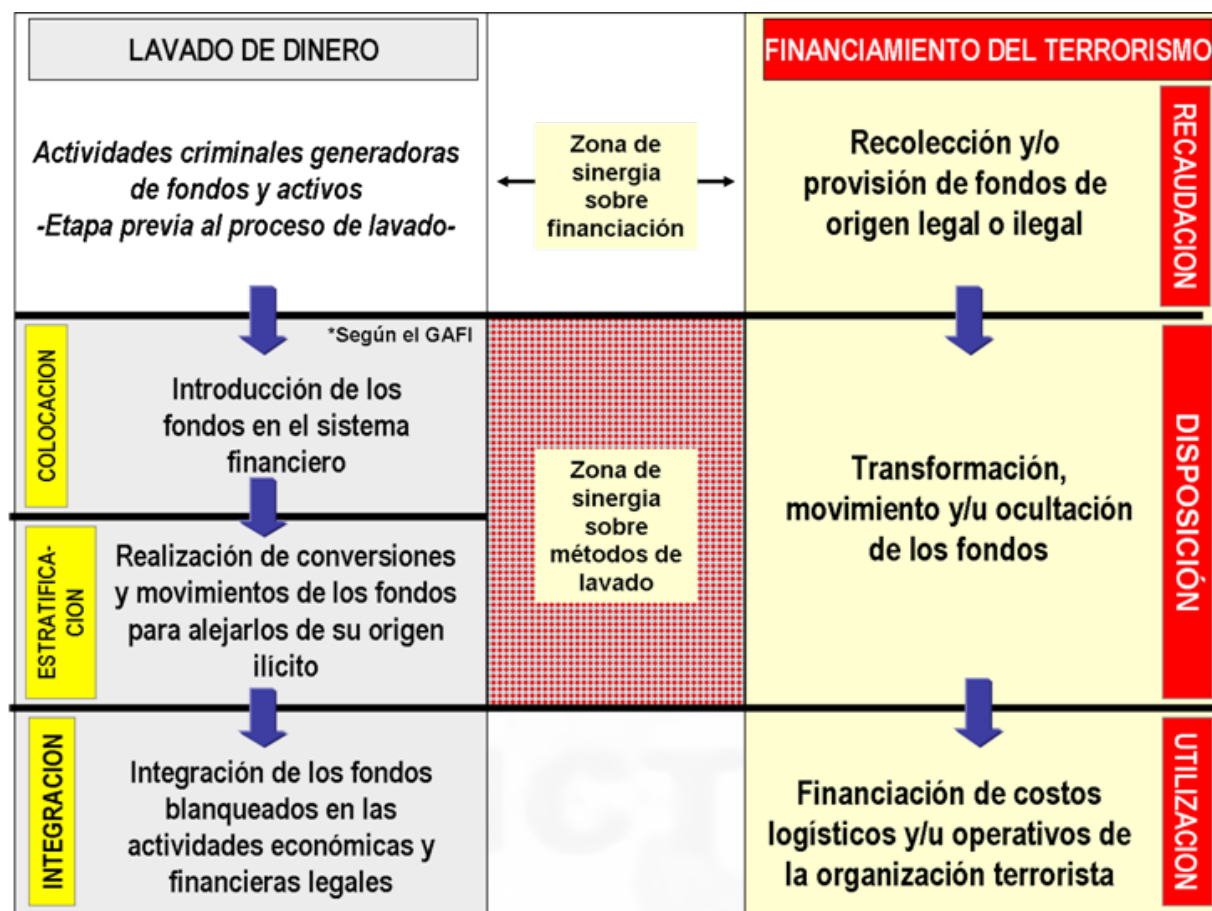 LAVADO DE DINERO
FINANCIAMIENTO DEL TERRORISMO
Actividades criminales generadoras
de fondos y activos
-Etapa previa al proceso de lavado-
Zona de
sinergia
sobre
financiación
Recolección y/o
provisión de fondos de
origen legal o ilegal
RECAUDACION
*Según el GAFI
COLOCACION
Introducción de los
fondos en el sistema
financiero
ESTRATIFICA-
CION
Realización de conversiones
y movimientos de los fondos
para alejarlos de su origen
ilícito
Zona de
sinergia
sobre
métodos de
lavado
Transformación,
movimiento y/u ocultación
de los fondos
DISPOSICIÓN
INTEGRACION
Integración de los fondos
blanqueados en las
actividades económicas y
financieras legales
Financiación de costos
logísticos y/u operativos de
la organización terrorista
UTILIZACION